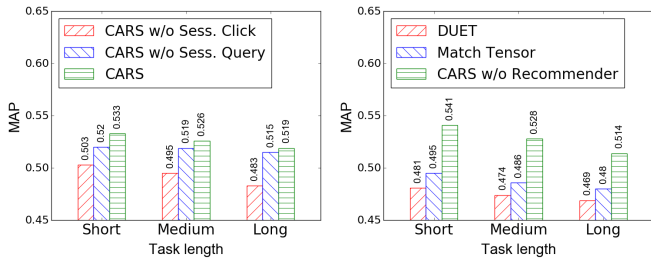 0.65
0.60
0.55
0.50
0.45
MAP
CARS w/o Sess. Click
CARS w/o Sess. Query
CARS
0.503
0.52
0.533
0.495
0.519
0.526
0.483
0.515
0.519
Short Medium Long
Task length
0.65
0.60
0.55
0.50
0.45
MAP
DUET
Match Tensor
CARS w/o Recommender
0.481
0.495
0.541
0.474
0.486
0.528
0.469
0.48
0.514
Short Medium Long
Task length